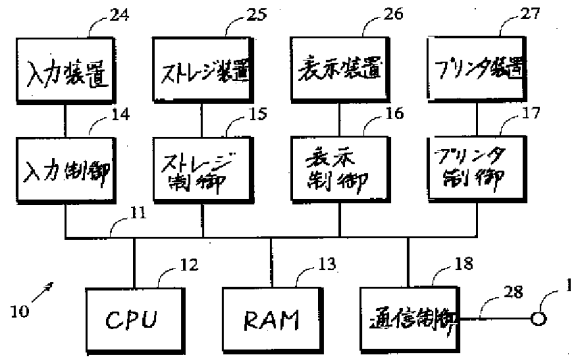 24
25
26
27
入力装置
ストレジ装置
表示装置
プリンタ装置
14
15
16
17
入力制御
ストレジ
制御
表示
制御
プリンタ
制御
11
12
13
18
10
CPU
RAM
通信制御
28
1